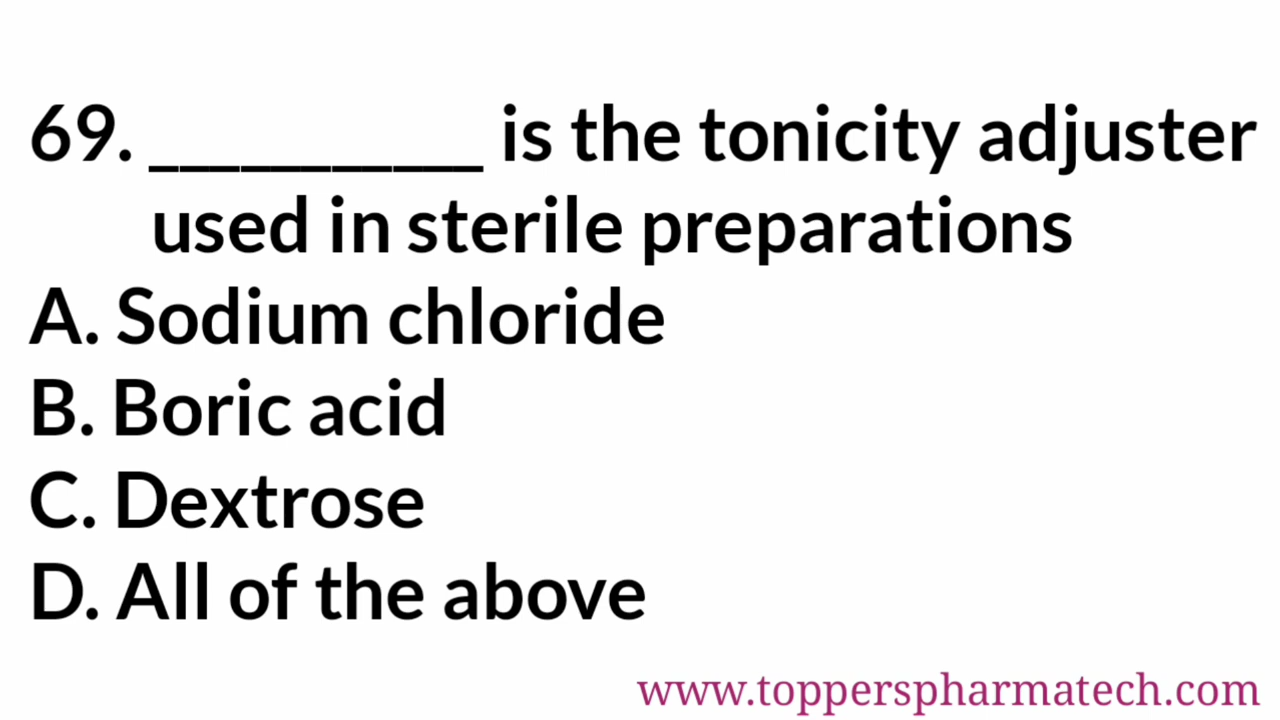 69. ___________ is the tonicity adjuster
used in sterile preparations
A. Sodium chloride
B. Boric acid
C. Dextrose
D. All of the above
www.topperspharmatech.com